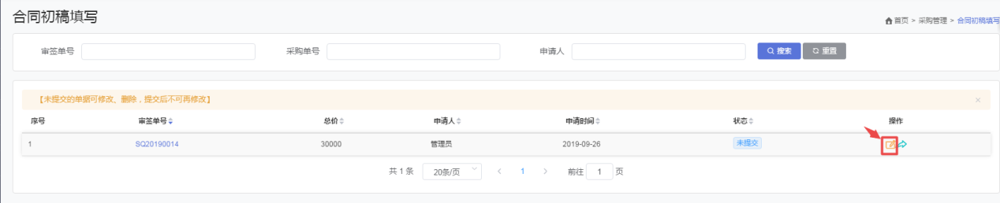 合同初稿填写
首页 > 采购管理 > 合同初稿填写
审签单号 采购单号 申请人 搜索 重置
【未提交的单据可修改、删除，提交后不可再修改】
序号 审签单号 总价 申请人 申请时间 状态 操作
1 SQ20190014 30000 管理员 2019-09-26 未提交
共 1 条 20条/页 1 前往 1 页